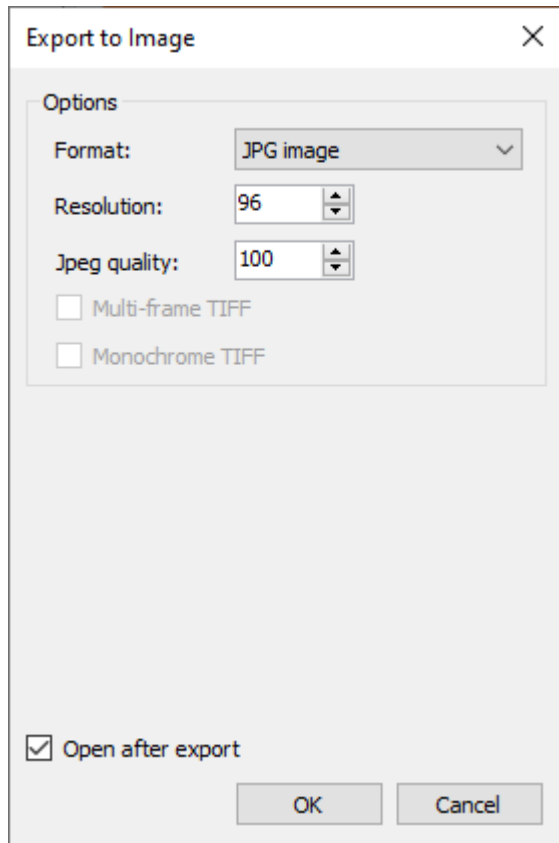 Export to Image
Options
Format: JPG image
Resolution: 96
Jpeg quality: 100
Multi-frame TIFF
Monochrome TIFF
Open after export
OK Cancel